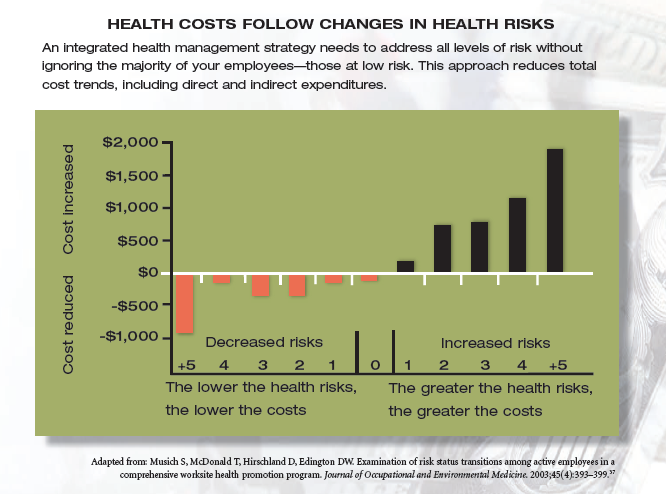 HEALTH COSTS FOLLOW CHANGES IN HEALTH RISKS
An integrated health management strategy needs to address all levels of risk without
ignoring the majority of your employees—those at low risk. This approach reduces total
cost trends, including direct and indirect expenditures.
Cost increased
Cost reduced
$2,000
$1,500
$1,000
$500
$0
-$500
-$1,000
Decreased risks
Increased risks
+5 4 3 2 1 0 1 2 3 4 +5
The lower the health risks,
the lower the costs
The greater the health risks,
the greater the costs
Adapted from: Musich S, McDonald T, Hirschland D, Edington DW. Examination of risk status transitions among active employees in a
comprehensive worksite health promotion program. Journal of Occupational and Environmental Medicine. 2003;45(4):393–399.³⁷